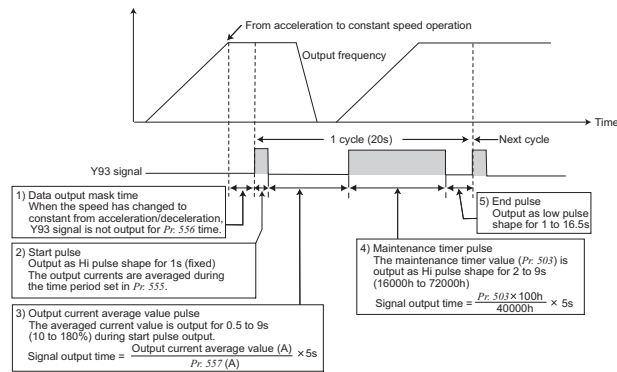 From acceleration to constant speed operation
Output frequency
Time
1 cycle (20s)
Next cycle
Y93 signal
1) Data output mask time
When the speed has changed to
constant from acceleration/deceleration,
Y93 signal is not output for Pr. 556 time.
2) Start pulse
Output as Hi pulse shape for 1s (fixed)
The output currents are averaged during
the time period set in Pr. 555.
3) Output current average value pulse
The averaged current value is output for 0.5 to 9s
(10 to 180%) during start pulse output.
Signal output time = Output current average value (A) / Pr. 557 (A) × 5s
4) Maintenance timer pulse
The maintenance timer value (Pr. 503) is
output as Hi pulse shape for 2 to 9s
(16000h to 72000h)
Signal output time = Pr. 503 × 100h / 40000h × 5s
5) End pulse
Output as low pulse
shape for 1 to 16.5s